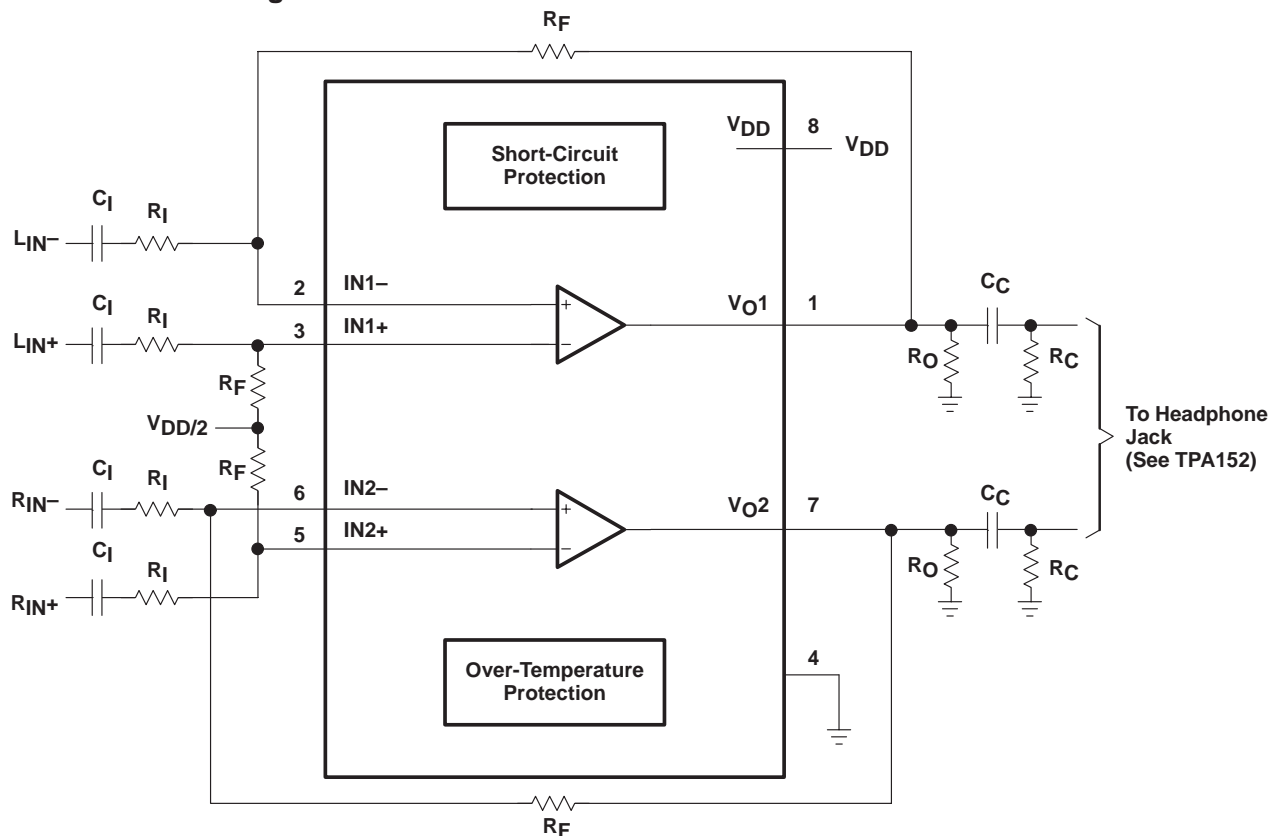 RF
VDD 8
VDD
Short-Circuit
Protection
CI RI
LIN–
2 IN1–
+
CI RI
3 IN1+
–
VO1 1
CC
LIN+
RO RC
RF
VDD/2
To Headphone
Jack
(See TPA152)
RF
CI RI
6 IN2–
+
RIN–
5 IN2+
–
VO2 7
CC
CI RI
RO RC
RIN+
4
Over-Temperature
Protection
RF